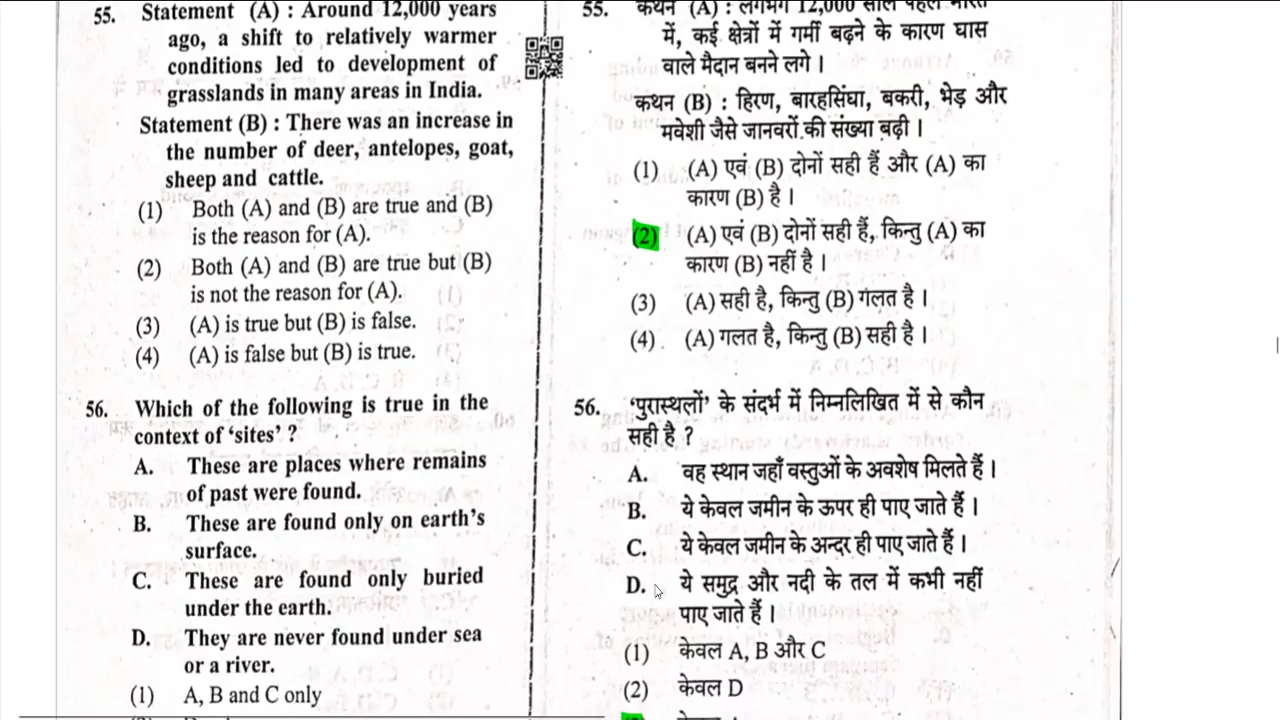 55. Statement (A) : Around 12,000 years
ago, a shift to relatively warmer
conditions led to development of
grasslands in many areas in India.
Statement (B) : There was an increase in
the number of deer, antelopes, goat,
sheep and cattle.
(1) Both (A) and (B) are true and (B)
is the reason for (A).
(2) Both (A) and (B) are true but (B)
is not the reason for (A).
(3) (A) is true but (B) is false.
(4) (A) is false but (B) is true.
56. Which of the following is true in the
context of ‘sites’ ?
A. These are places where remains
of past were found.
B. These are found only on earth’s
surface.
C. These are found only buried
under the earth.
D. They are never found under sea
or a river.
(1) A, B and C only
55. कथन (A) : लगभग 12,000 साल पहले भारत
में, कई क्षेत्रों में गर्मी बढ़ने के कारण घास
वाले मैदान बनने लगे ।
कथन (B) : हिरण, बारहसिंघा, बकरी, भेड़ और
मवेशी जैसे जानवरों की संख्या बढ़ी ।
(1) (A) एवं (B) दोनों सही हैं और (A) का
कारण (B) है ।
(2) (A) एवं (B) दोनों सही हैं, किन्तु (A) का
कारण (B) नहीं है ।
(3) (A) सही है, किन्तु (B) गलत है ।
(4) (A) गलत है, किन्तु (B) सही है ।
56. ‘पुरास्थलों’ के संदर्भ में निम्नलिखित में से कौन
सही है ?
A. वह स्थान जहाँ वस्तुओं के अवशेष मिलते हैं ।
B. ये केवल जमीन के ऊपर ही पाए जाते हैं ।
C. ये केवल जमीन के अन्दर ही पाए जाते हैं ।
D. ये समुद्र और नदी के तल में कभी नहीं
पाए जाते हैं ।
(1) केवल A, B और C
(2) केवल D